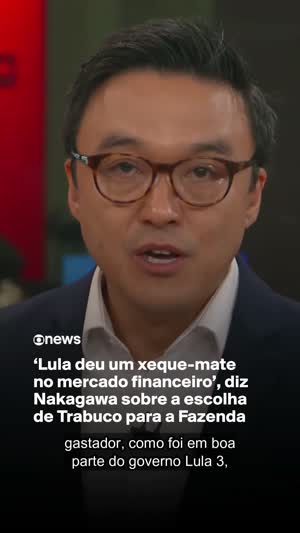 news
‘Lula deu um xeque-mate
no mercado financeiro’, diz
Nakagawa sobre a escolha
de Trabuco para a Fazenda
gastador, como foi em boa
parte do governo Lula 3,